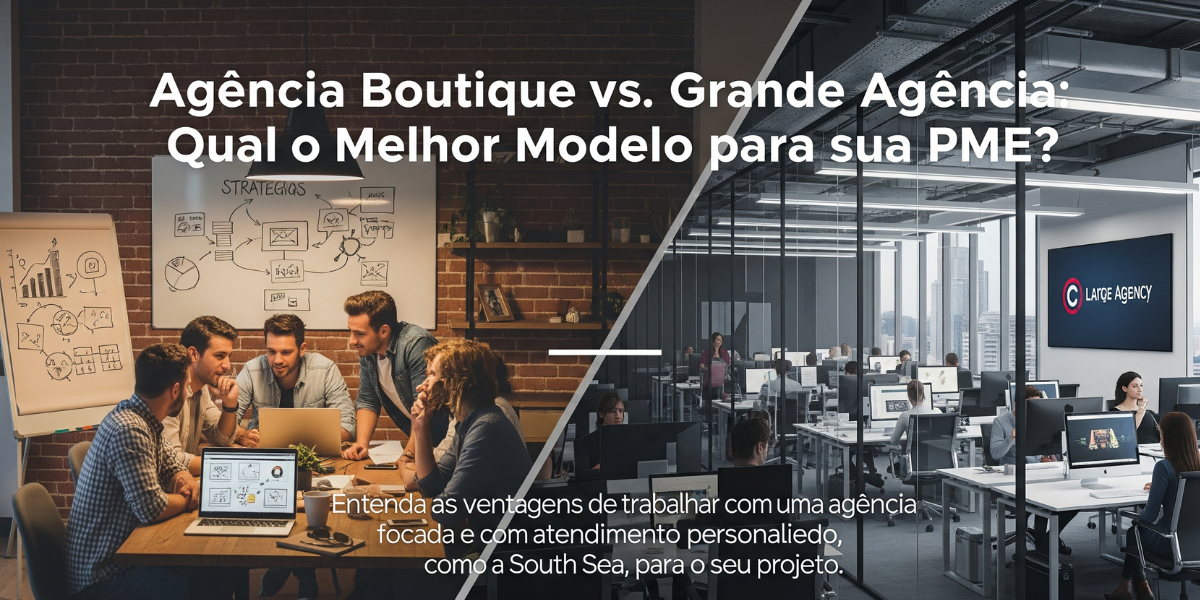 Agência Boutique vs. Grande Agência:
Qual o Melhor Modelo para sua PME?
STRATEGIOS
LARQE AGENCY
Entenda as ventagens de trabalhar com uma agência
focada e com atendimento personaliedo,
como a South Sea, para o seu projeto.